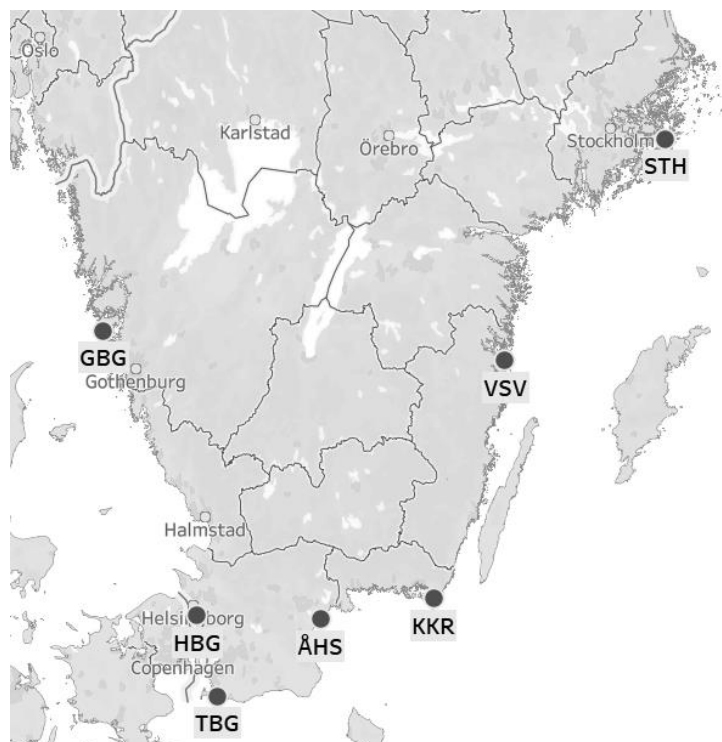 Oslo
Karlstad
Örebro
Stockholm
STH
GBG
Gothenburg
VSV
Halmstad
HBG
ÅHS
KKR
Copenhagen
TBG